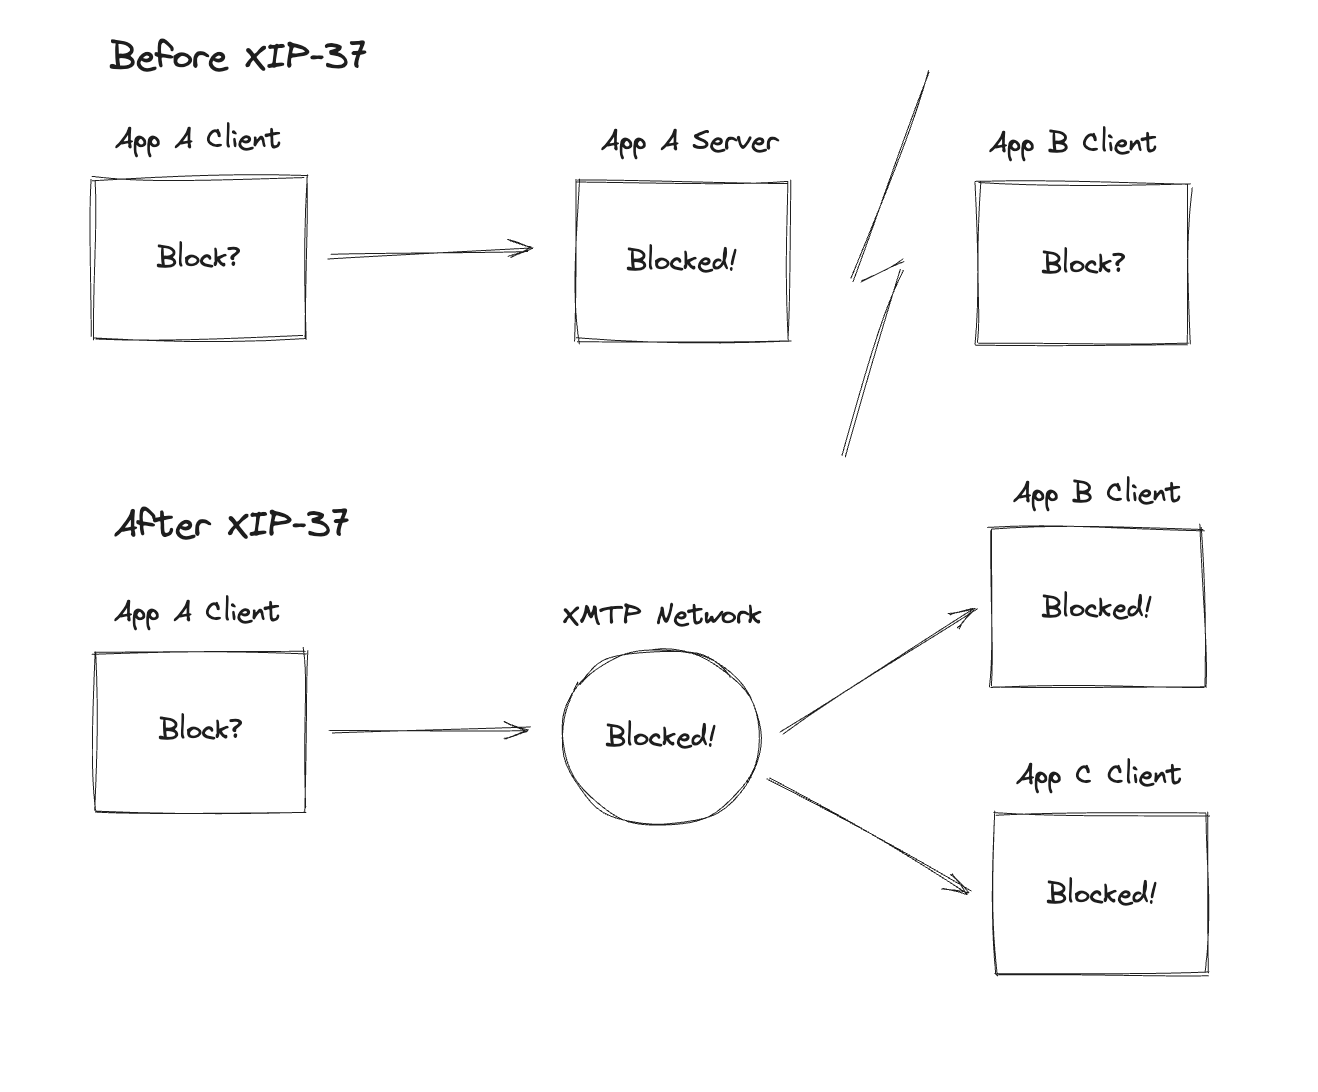 Before XIP-37
App A Client
App A Server
App B Client
Block?
Blocked!
Block?
After XIP-37
App A Client
XMTP Network
App B Client
Block?
Blocked!
Blocked!
App C Client
Blocked!